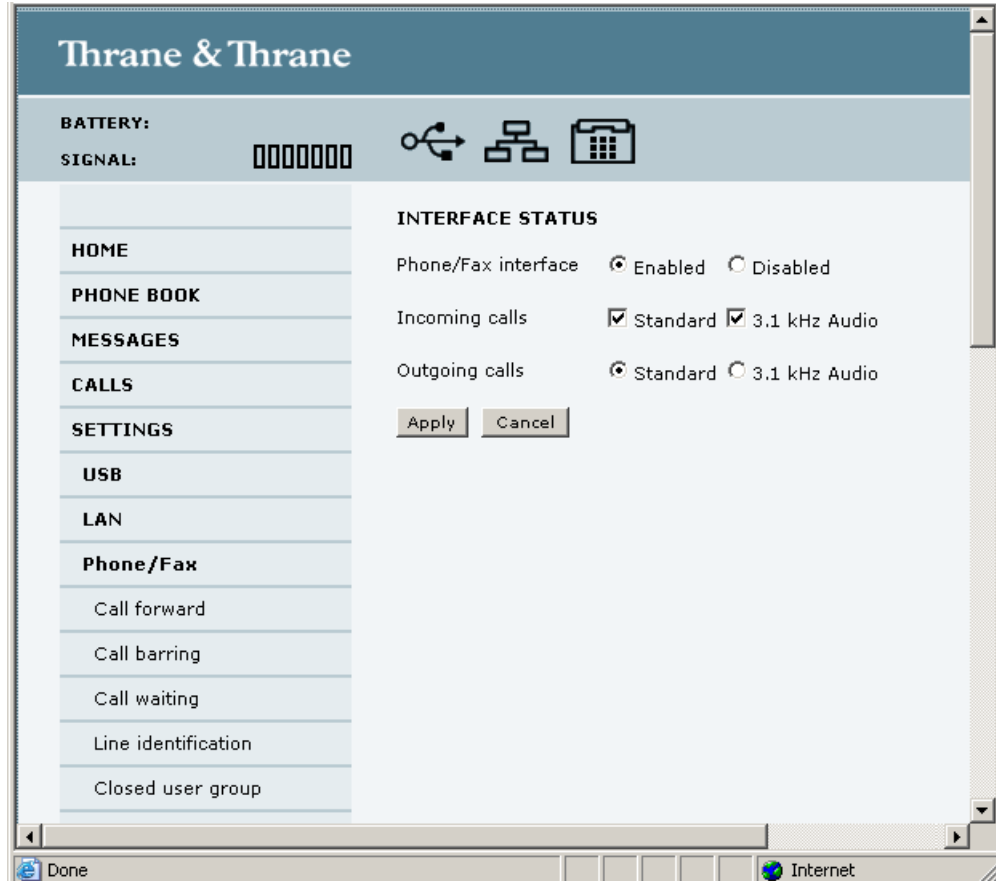 Thrane & Thrane
BATTERY:
SIGNAL:
HOME
PHONE BOOK
MESSAGES
CALLS
SETTINGS
USB
LAN
Phone/Fax
Call forward
Call barring
Call waiting
Line identification
Closed user group
INTERFACE STATUS
Phone/Fax interface Enabled Disabled
Incoming calls Standard 3.1 kHz Audio
Outgoing calls Standard 3.1 kHz Audio
Apply Cancel
Done Internet